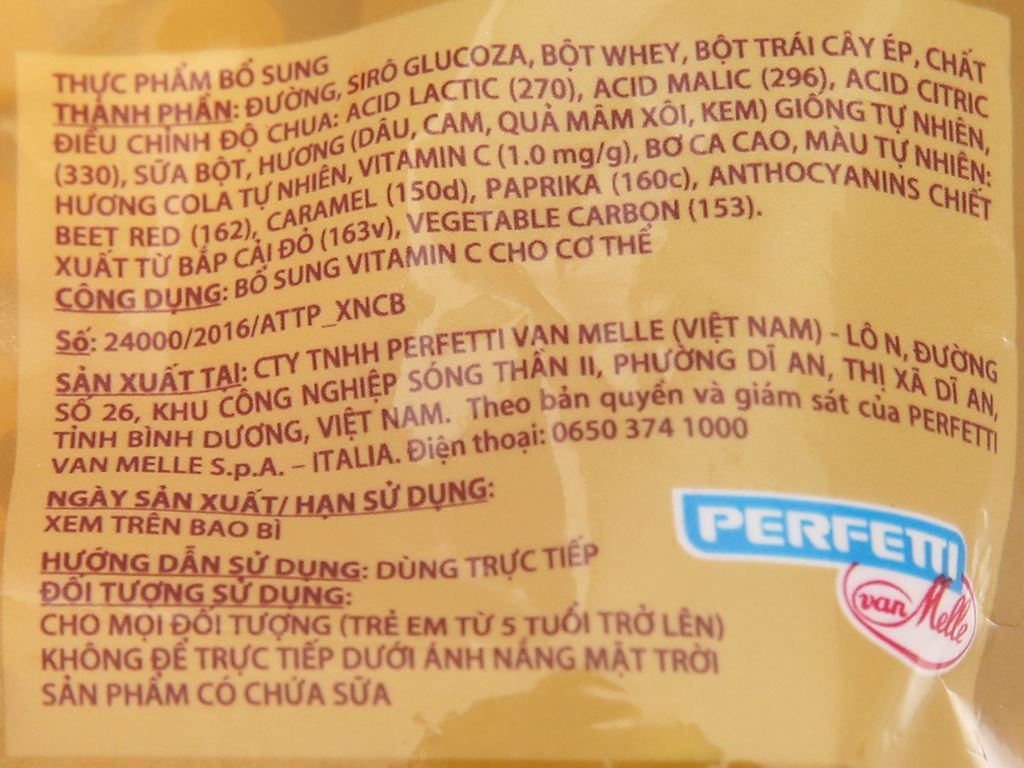 THỰC PHẨM BỔ SUNG
THÀNH PHẦN: ĐƯỜNG, SIRÔ GLUCOZA, BỘT WHEY, BỘT TRÁI CÂY ÉP, CHẤT
ĐIỀU CHỈNH ĐỘ CHUA: ACID LACTIC (270), ACID MALIC (296), ACID CITRIC
(330), SỮA BỘT, HƯƠNG (DÂU, CAM, QUẢ MÂM XÔI, KEM) GIỐNG TỰ NHIÊN,
HƯƠNG COLA TỰ NHIÊN, VITAMIN C (1.0 mg/g), BƠ CA CAO, MÀU TỰ NHIÊN:
BEET RED (162), CARAMEL (150d), PAPRIKA (160c), ANTHOCYANINS CHIẾT
XUẤT TỪ BẮP CẢI ĐỎ (163v), VEGETABLE CARBON (153).
CÔNG DỤNG: BỔ SUNG VITAMIN C CHO CƠ THỂ
Số: 24000/2016/ATTP_XNCB
SẢN XUẤT TẠI: CTY TNHH PERFETTI VAN MELLE (VIỆT NAM) - LÔ N, ĐƯỜNG
SỐ 26, KHU CÔNG NGHIỆP SÓNG THẦN II, PHƯỜNG DĨ AN, THỊ XÃ DĨ AN,
TỈNH BÌNH DƯƠNG, VIỆT NAM. Theo bản quyền và giám sát của PERFETTI
VAN MELLE S.p.A. – ITALIA. Điện thoại: 0650 374 1000
NGÀY SẢN XUẤT/ HẠN SỬ DỤNG:
XEM TRÊN BAO BÌ
HƯỚNG DẪN SỬ DỤNG: DÙNG TRỰC TIẾP
ĐỐI TƯỢNG SỬ DỤNG:
CHO MỌI ĐỐI TƯỢNG (TRẺ EM TỪ 5 TUỔI TRỞ LÊN)
KHÔNG ĐỂ TRỰC TIẾP DƯỚI ÁNH NẮNG MẶT TRỜI
SẢN PHẨM CÓ CHỨA SỮA
PERFETTI
van Melle